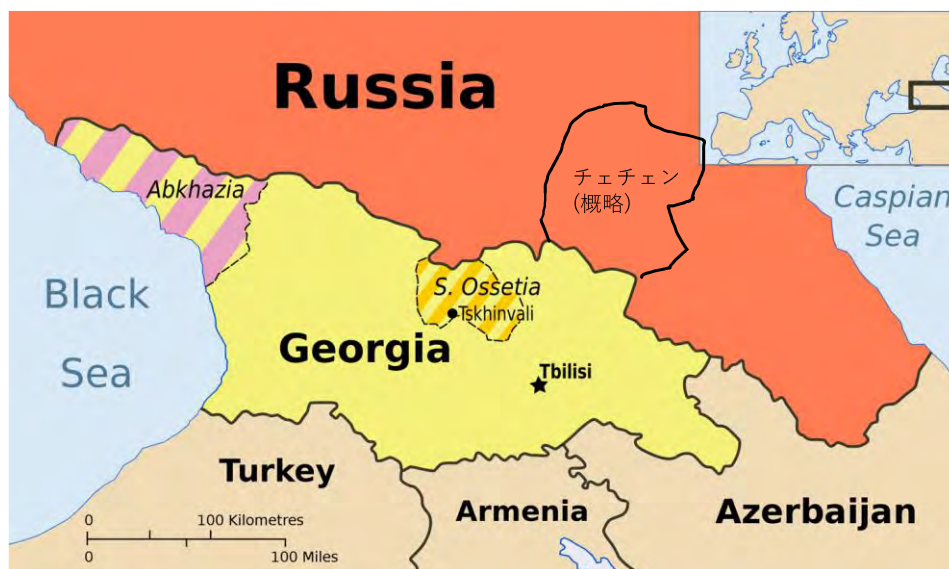 Russia
Abkhazia
チェチェン
(概略)
Caspian
Sea
Black
Sea
S. Ossetia
Tskhinvali
Georgia
Tbilisi
Turkey
Armenia
Azerbaijan
0 100 Kilometres
0 100 Miles